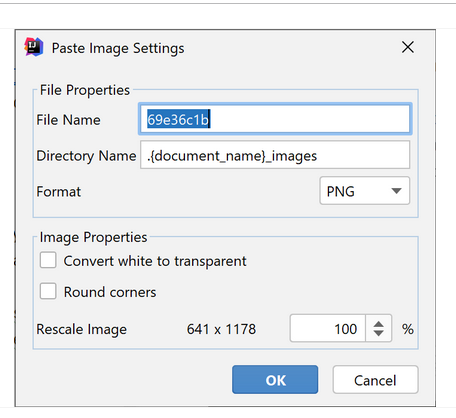 Paste Image Settings
File Properties
File Name 69e36c1b
Directory Name .{document_name}_images
Format PNG
Image Properties
Convert white to transparent
Round corners
Rescale Image 641 x 1178 100 %
OK Cancel